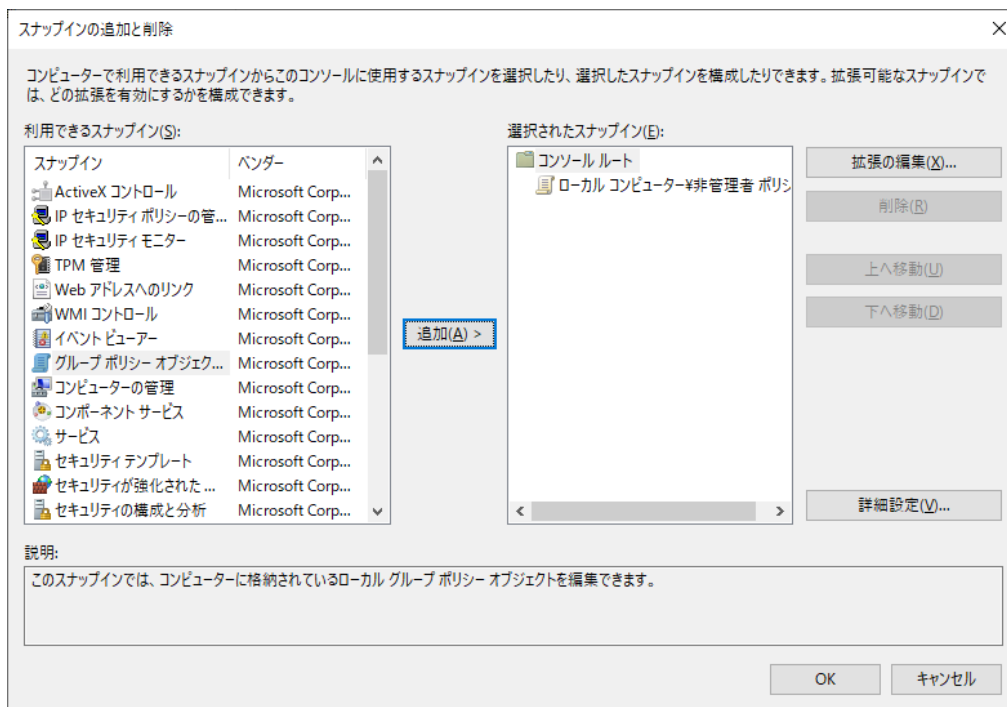 スナップインの追加と削除
コンピューターで利用できるスナップインからこのコンソールに使用するスナップインを選択したり、選択したスナップインを構成したりできます。拡張可能なスナップインで
は、どの拡張を有効にするかを構成できます。
利用できるスナップイン(S):
スナップイン ベンダー
ActiveX コントロール Microsoft Corp...
IP セキュリティ ポリシーの管... Microsoft Corp...
IP セキュリティ モニター Microsoft Corp...
TPM 管理 Microsoft Corp...
Web アドレスへのリンク Microsoft Corp...
WMI コントロール Microsoft Corp...
イベント ビューアー Microsoft Corp...
グループ ポリシー オブジェク... Microsoft Corp...
コンピューターの管理 Microsoft Corp...
コンポーネント サービス Microsoft Corp...
サービス Microsoft Corp...
セキュリティ テンプレート Microsoft Corp...
セキュリティが強化された ... Microsoft Corp...
セキュリティの構成と分析 Microsoft Corp...
追加(A) >
選択されたスナップイン(E):
コンソール ルート
ローカル コンピューター¥非管理者 ポリシ
拡張の編集(X)...
削除(R)
上へ移動(U)
下へ移動(D)
詳細設定(V)...
説明:
このスナップインでは、コンピューターに格納されているローカル グループ ポリシー オブジェクトを編集できます。
OK
キャンセル